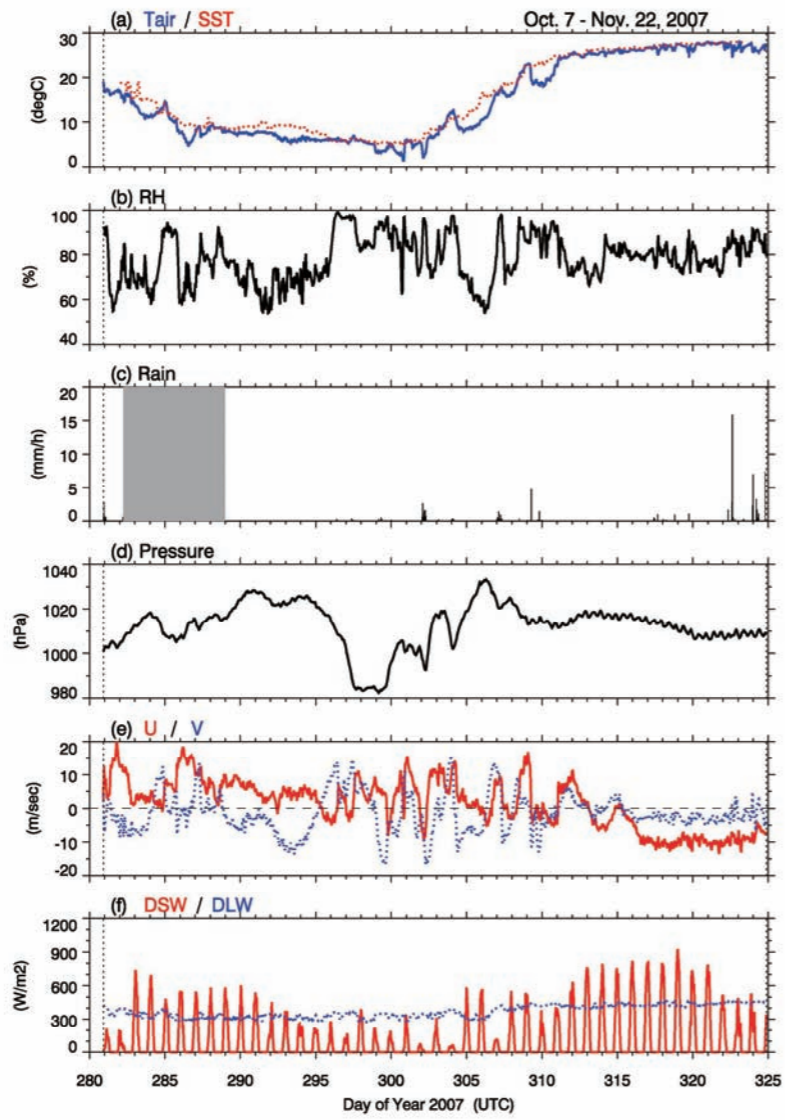 (a) Tair / SST Oct. 7 - Nov. 22, 2007
30
20
10
0
(degC)
(b) RH
100
80
60
40
(%)
(c) Rain
20
15
10
5
0
(mm/h)
(d) Pressure
1040
1020
1000
980
(hPa)
(e) U / V
20
10
0
-10
-20
(m/sec)
(f) DSW / DLW
1200
900
600
300
0
(W/m2)
280 285 290 295 300 305 310 315 320 325
Day of Year 2007 (UTC)